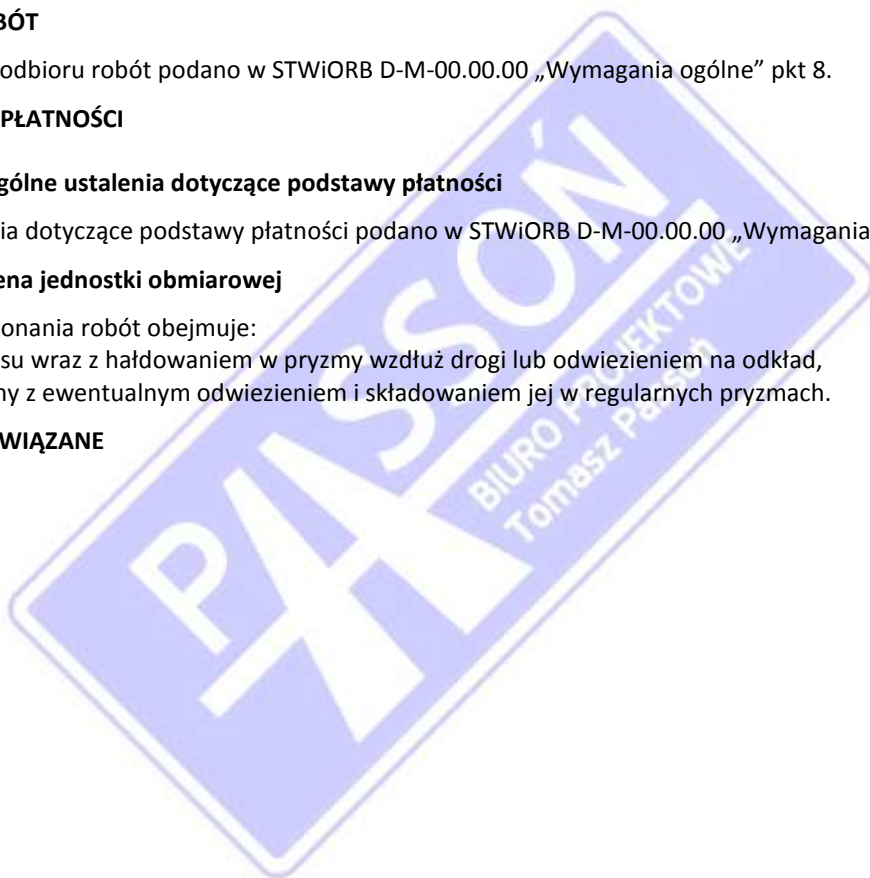 BÓT
odbioru robót podano w STWiORB D-M-00.00.00 „Wymagania ogólne” pkt 8.
PŁATNOŚCI
gólne ustalenia dotyczące podstawy płatności
ia dotyczące podstawy płatności podano w STWiORB D-M-00.00.00 „Wymagania
ena jednostki obmiarowej
onania robót obejmuje:
su wraz z hałdowaniem w pryzmy wzdłuż drogi lub odwiezieniem na odkład,
ny z ewentualnym odwiezieniem i składowaniem jej w regularnych pryzmach.
WIĄZANE
PASSOŃ
BIURO PROJEKTOWE
Tomasz Passoń